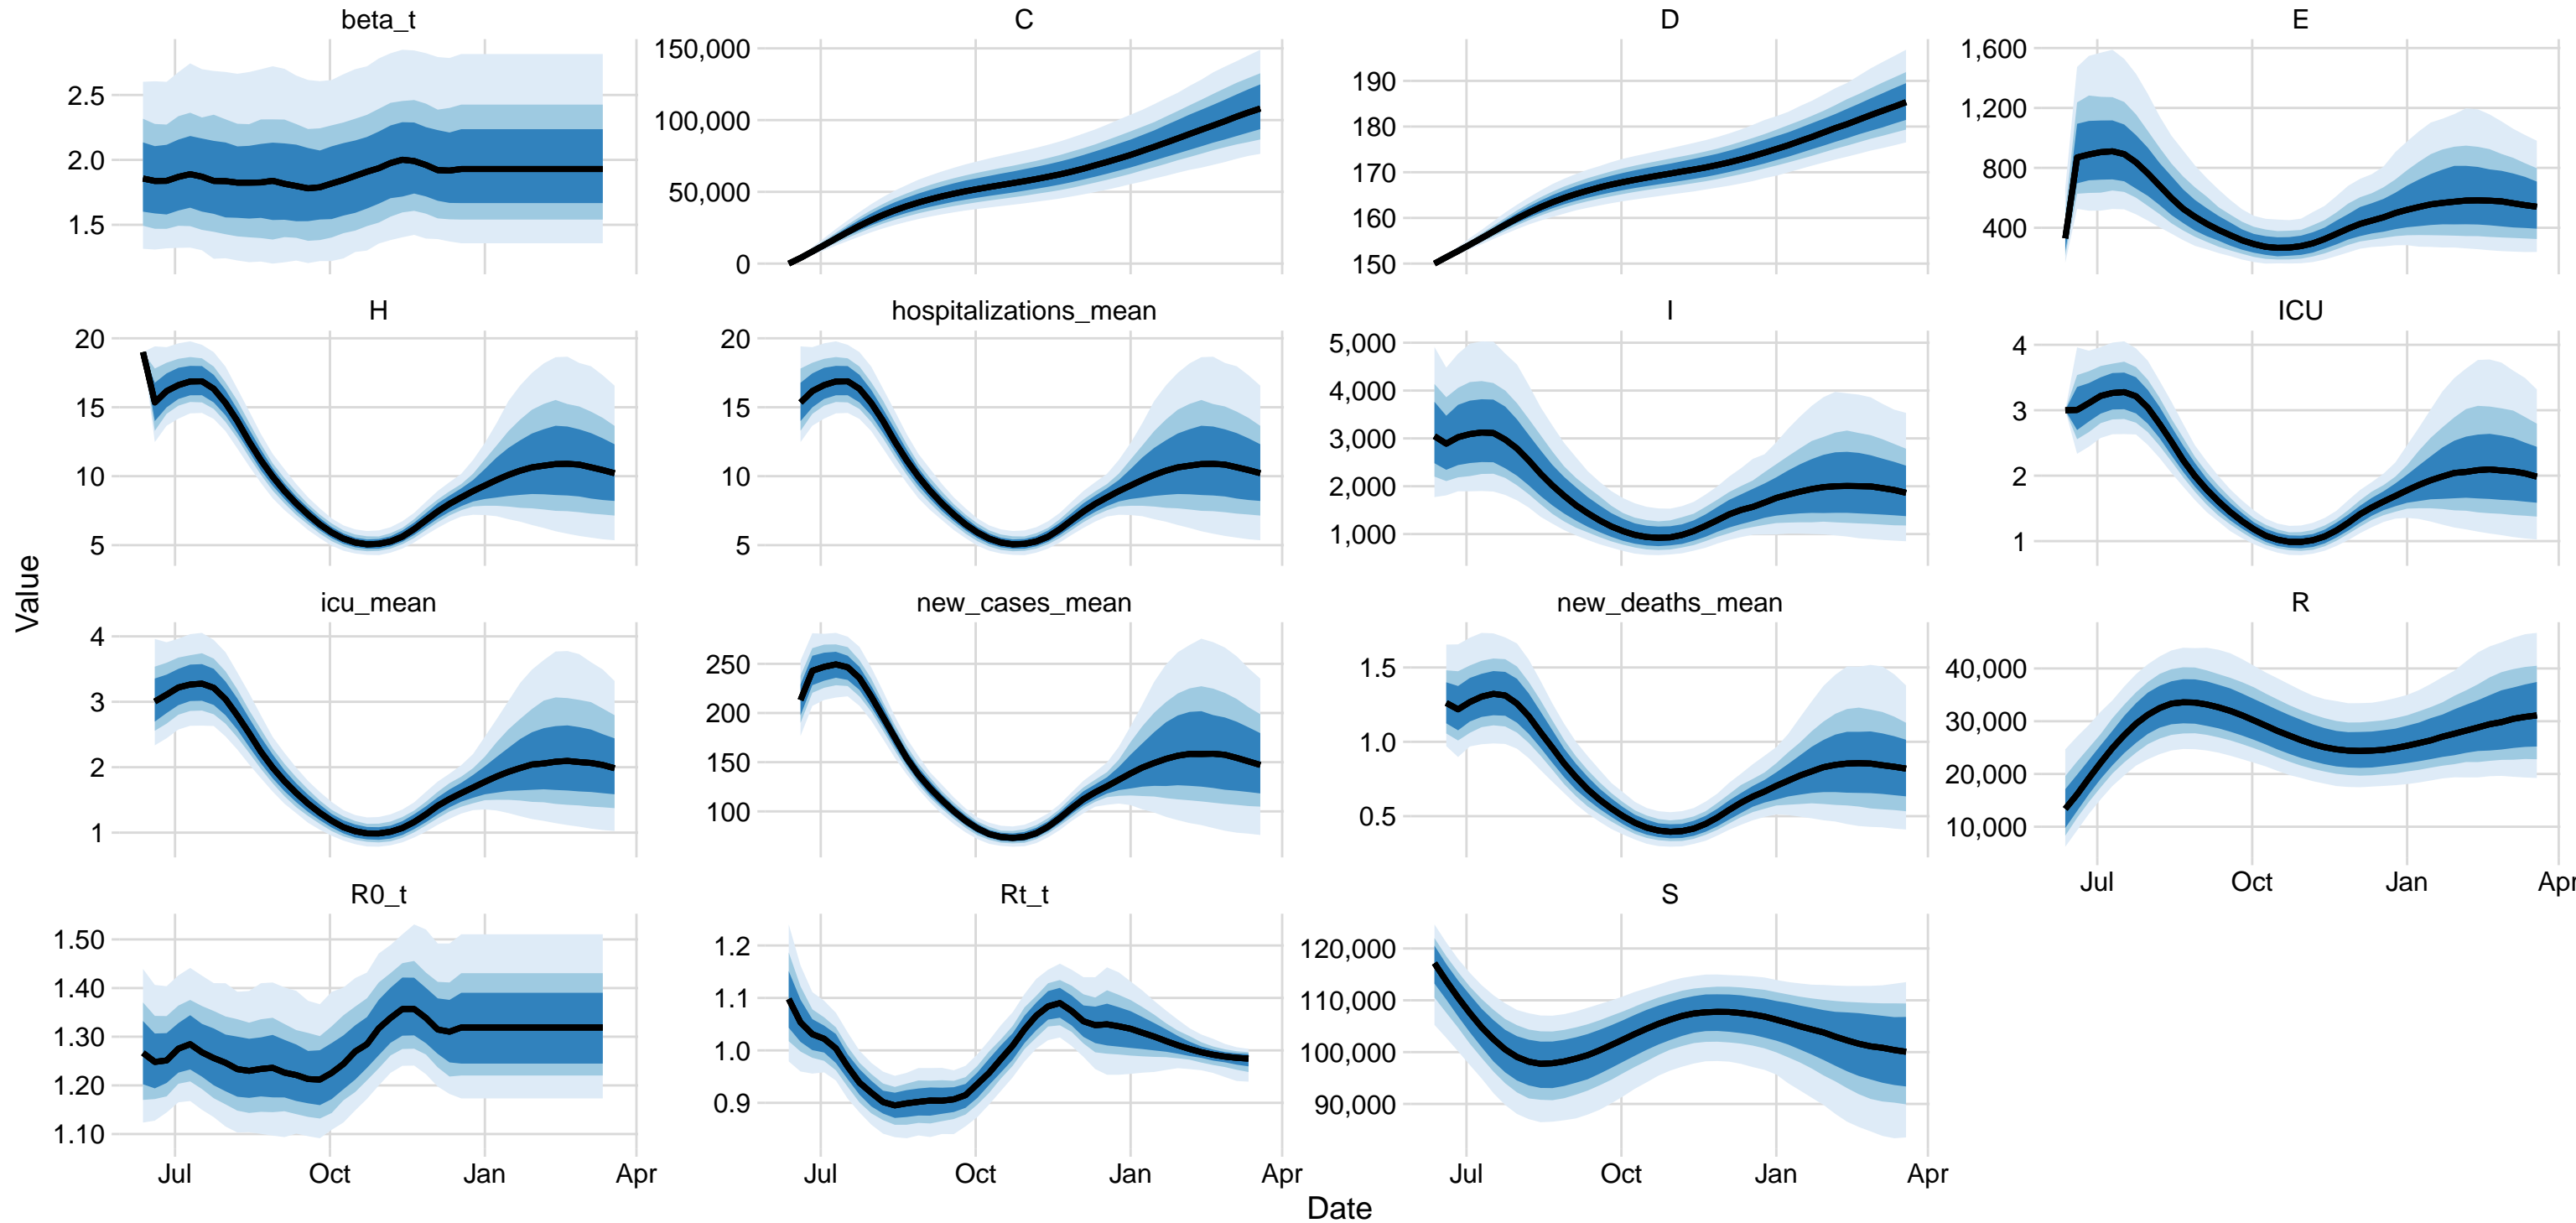 beta_t
C
D
E
2.5
2.0
1.5
150,000
100,000
50,000
0
190
180
170
160
150
1,600
1,200
800
400
H
hospitalizations_mean
I
ICU
20
15
10
5
20
15
10
5
5,000
4,000
3,000
2,000
1,000
4
3
2
1
Value
icu_mean
new_cases_mean
new_deaths_mean
R
4
3
2
1
250
200
150
100
1.5
1.0
0.5
40,000
30,000
20,000
10,000
Jul Oct Jan Apr
R0_t
Rt_t
S
1.50
1.40
1.30
1.20
1.10
1.2
1.1
1.0
0.9
120,000
110,000
100,000
90,000
Jul Oct Jan Apr
Jul Oct Jan Apr
Jul Oct Jan Apr
Date